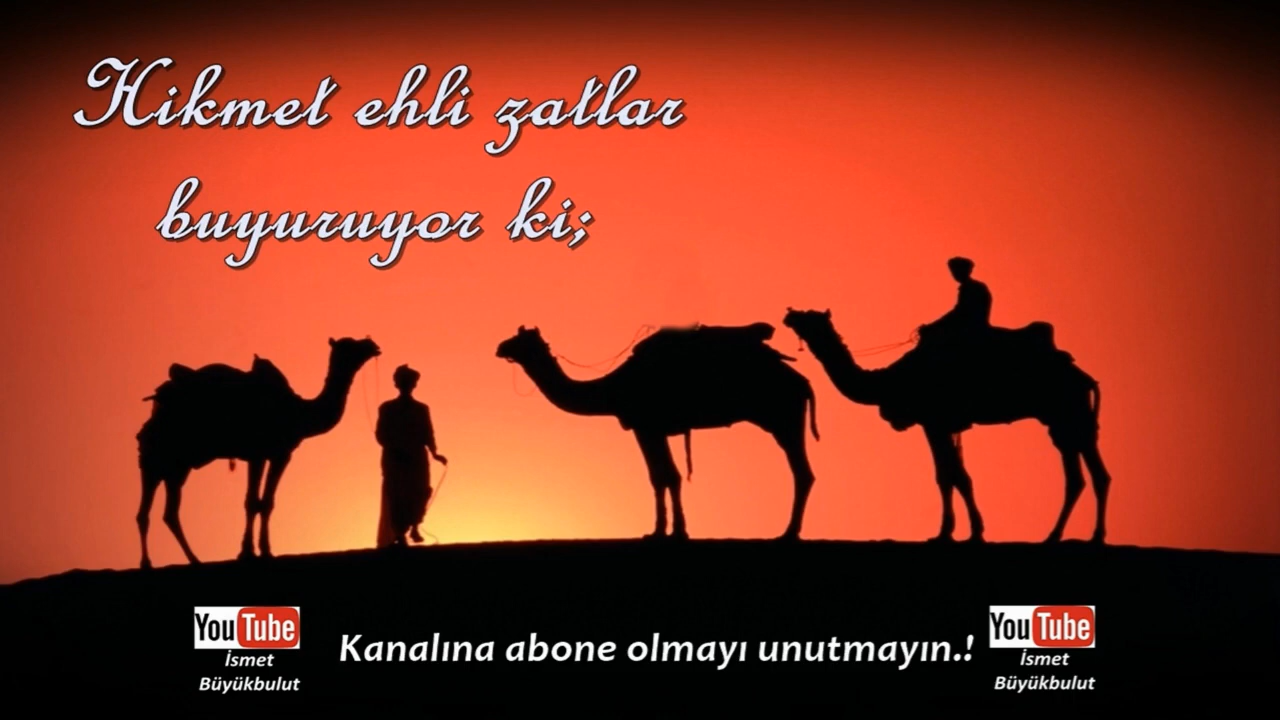 Hikmet ehli zatlar
buyuruyor ki;
YouTube
İsmet
Büyükbulut
Kanalına abone olmayı unutmayın.!
YouTube
İsmet
Büyükbulut